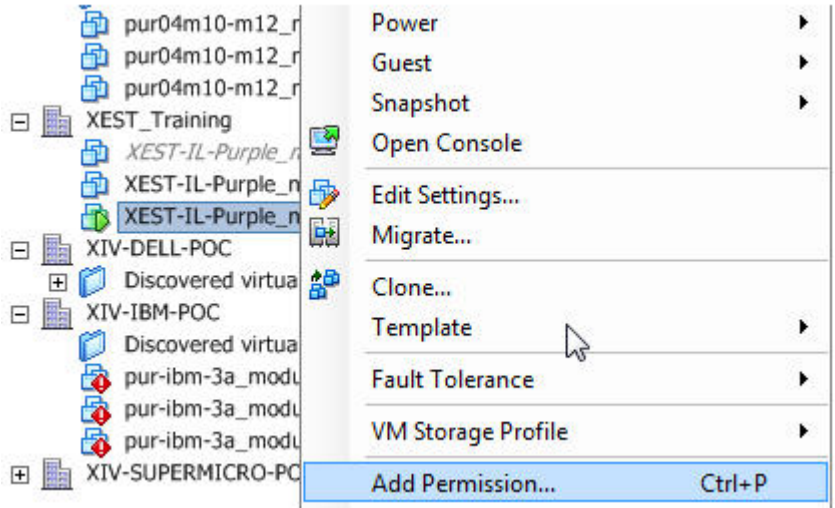 pur04m10-m12_r
pur04m10-m12_r
pur04m10-m12_r
XEST_Training
XEST-IL-Purple_n
XEST-IL-Purple_n
XEST-IL-Purple_n
XIV-DELL-POC
Discovered virtua
XIV-IBM-POC
Discovered virtua
pur-ibm-3a_modu
pur-ibm-3a_modu
pur-ibm-3a_modu
XIV-SUPERMICRO-PO
Power
Guest
Snapshot
Open Console
Edit Settings...
Migrate...
Clone...
Template
Fault Tolerance
VM Storage Profile
Add Permission... Ctrl+P